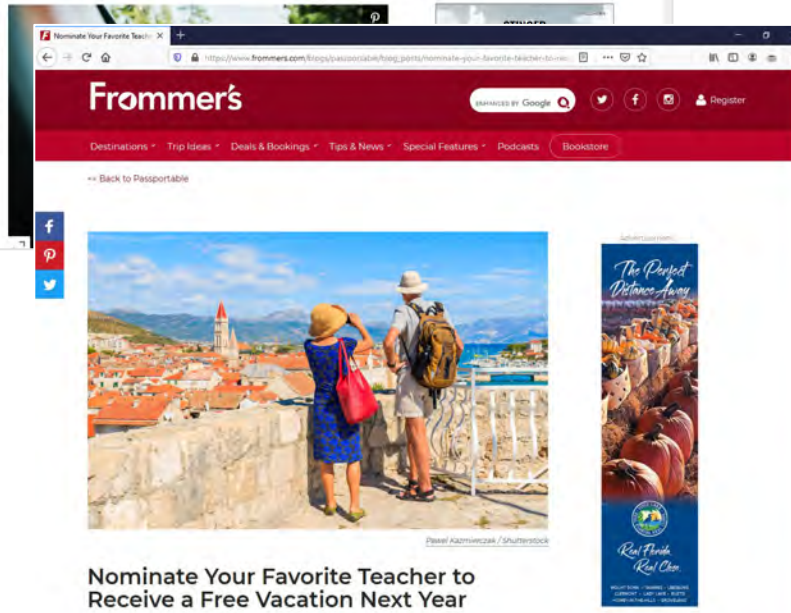 STINGER
Nominate Your Favorite Teache
https://www.frommers.com/blogs/passportable/blog_posts/nominate-your-favorite-teacher-to-rec
Frommer's
ENHANCED BY Google
Register
Destinations Trip Ideas Deals & Bookings Tips & News Special Features Podcasts Bookstore
<< Back to Passportable
Advertisement
The Perfect
Distance Away
Shutterstock
Real Florida
Real Close
Nominate Your Favorite Teacher to
Receive a Free Vacation Next Year